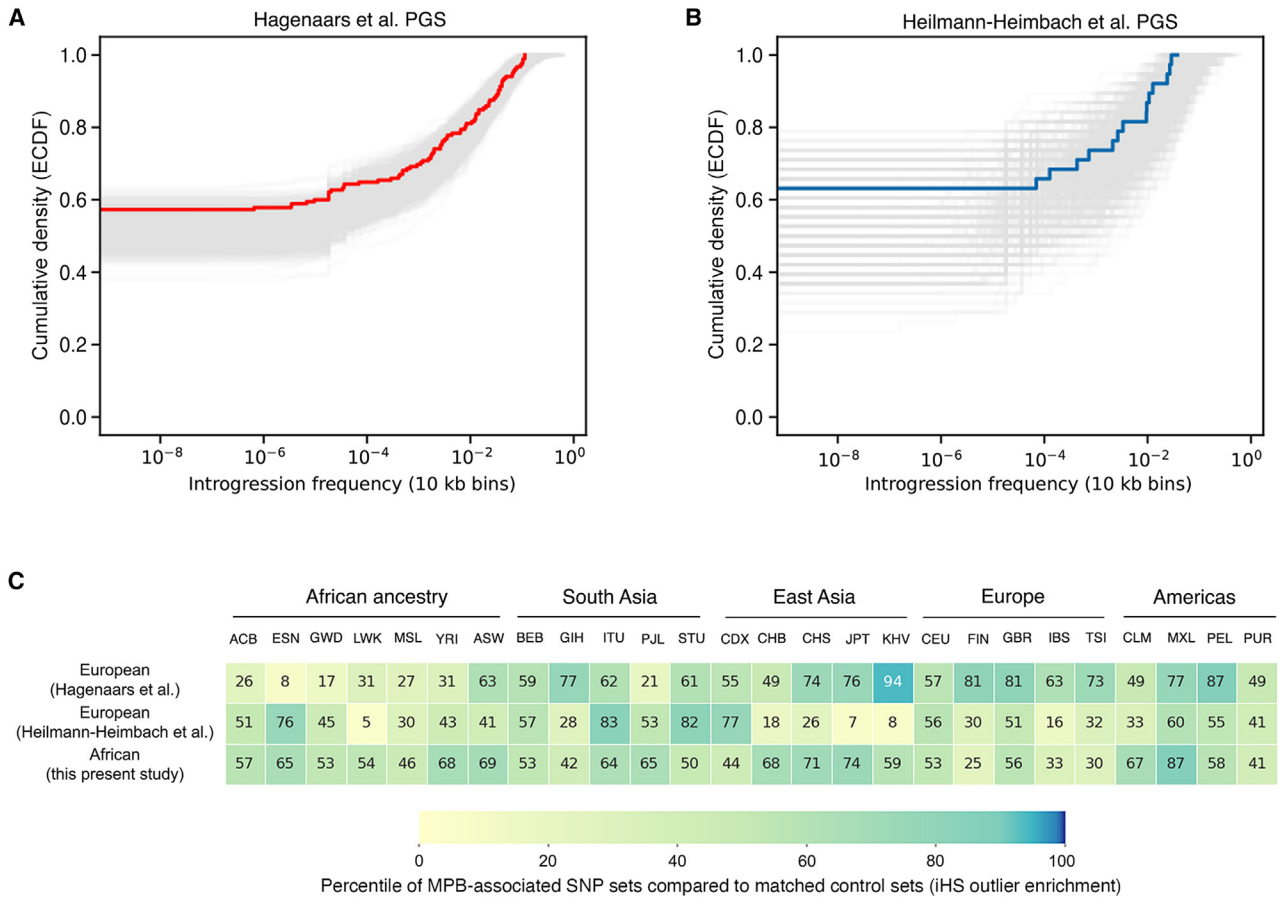 A
Hagenaars et al. PGS
1.0
0.8
0.6
0.4
0.2
0.0
Cumulative density (ECDF)
10⁻⁸ 10⁻⁶ 10⁻⁴ 10⁻² 10⁰
Introgression frequency (10 kb bins)
B
Heilmann-Heimbach et al. PGS
1.0
0.8
0.6
0.4
0.2
0.0
Cumulative density (ECDF)
10⁻⁸ 10⁻⁶ 10⁻⁴ 10⁻² 10⁰
Introgression frequency (10 kb bins)
C
African ancestry South Asia East Asia Europe Americas
ACB ESN GWD LWK MSL YRI ASW BEB GIH ITU PJL STU CDX CHB CHS JPT KHV CEU FIN GBR IBS TSI CLM MXL PEL PUR
European
(Hagenaars et al.)
26 8 17 31 27 31 63 59 77 62 21 61 55 49 74 76 94 57 81 81 63 73 49 77 87 49
European
(Heilmann-Heimbach et al.)
51 76 45 5 30 43 41 57 28 83 53 82 77 18 26 7 8 56 30 51 16 32 33 60 55 41
African
(this present study)
57 65 53 54 46 68 69 53 42 64 65 50 44 68 71 74 59 53 25 56 33 30 67 87 58 41
0 20 40 60 80 100
Percentile of MPB-associated SNP sets compared to matched control sets (iHS outlier enrichment)